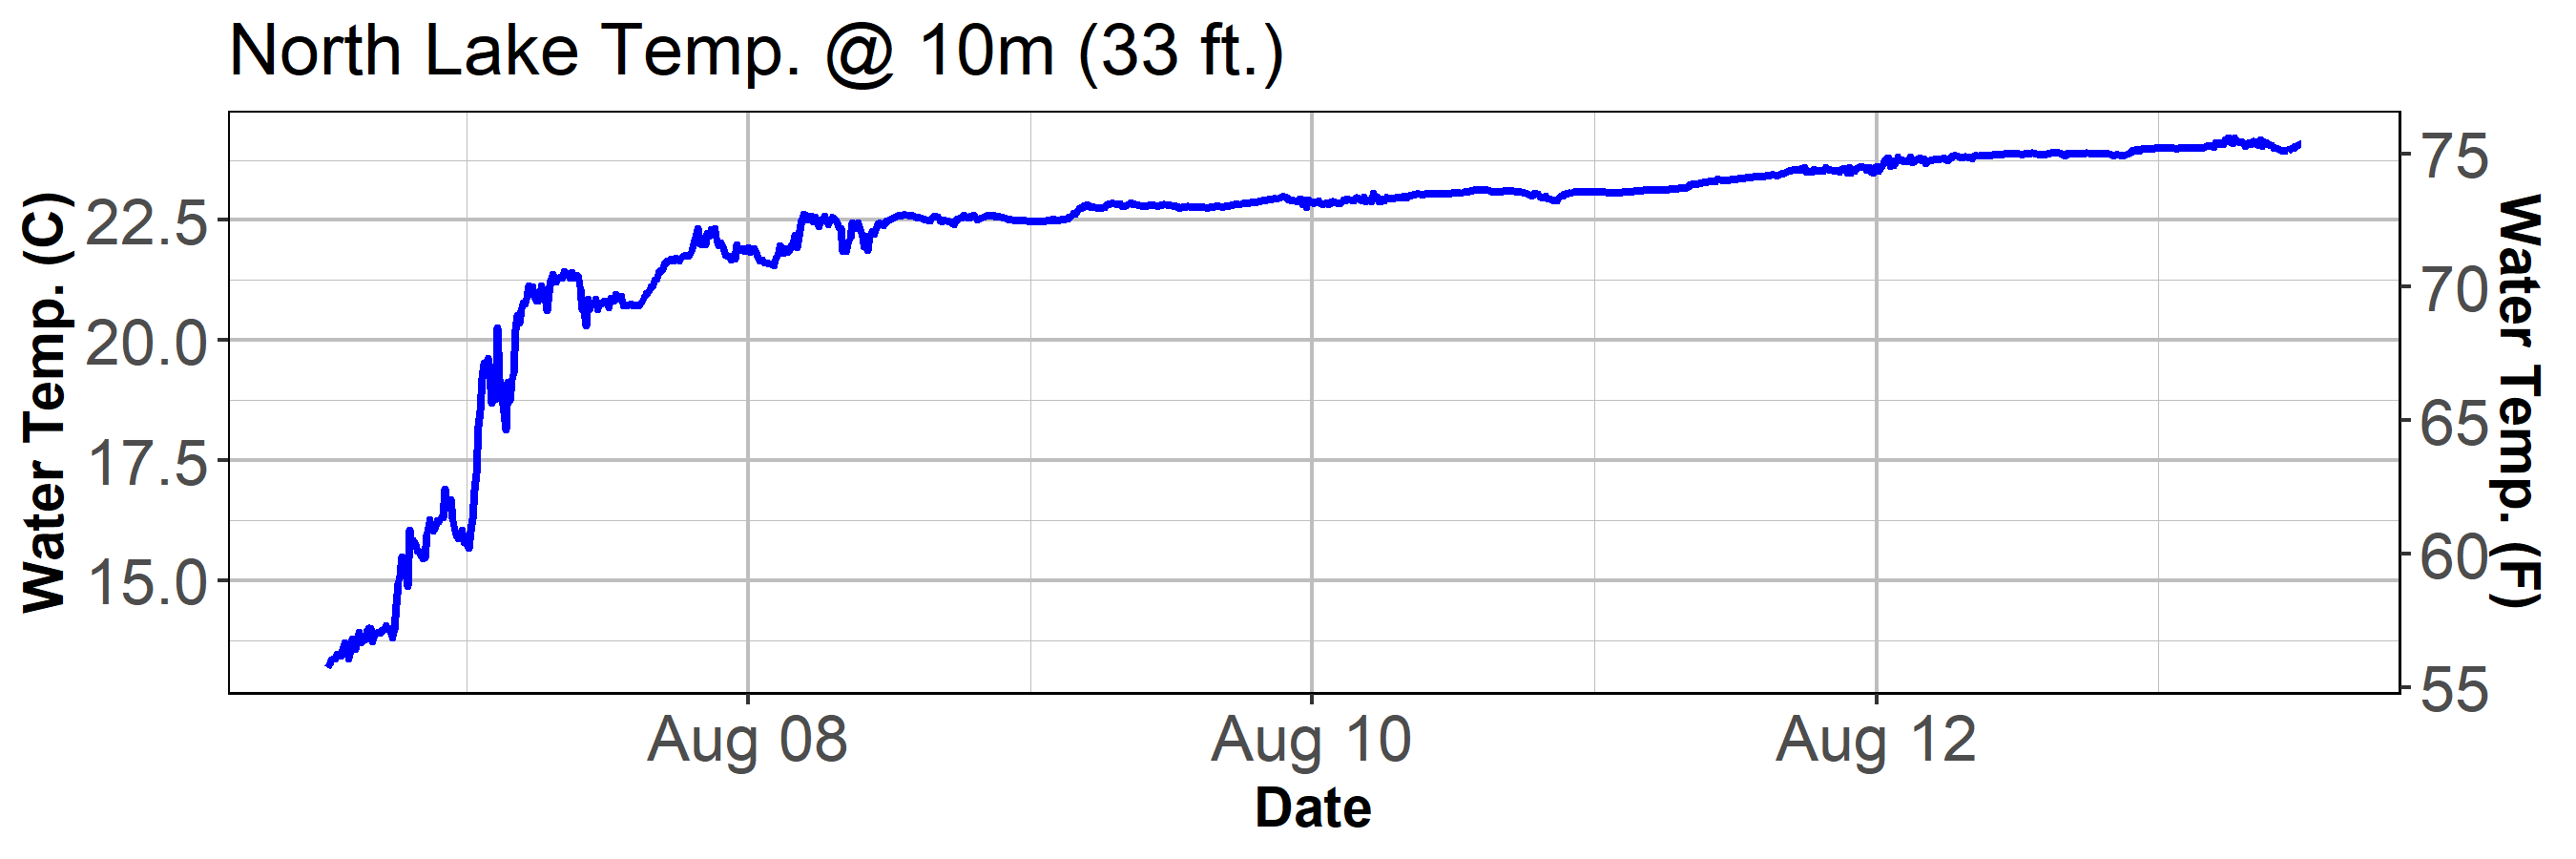 North Lake Temp. @ 10m (33 ft.)
Water Temp. (C)
22.5
20.0
17.5
15.0
75
70
65
60
55
Water Temp. (F)
Aug 08
Aug 10
Aug 12
Date